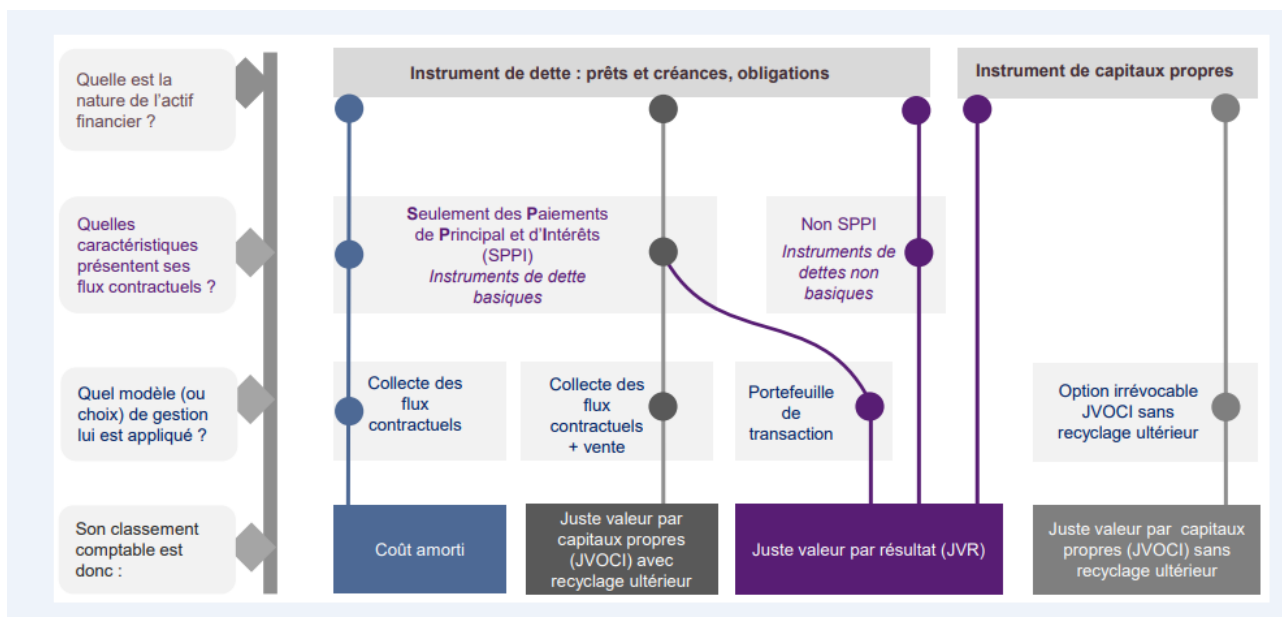 Quelle est la
nature de l'actif
financier ?
Instrument de dette : prêts et créances, obligations
Instrument de capitaux propres
Quelles
caractéristiques
présentent ses
flux contractuels ?
Seulement des Paiements
de Principal et d'Intérêts
(SPPI)
Instruments de dette
basiques
Non SPPI
Instruments de
dettes non
basiques
Quel modèle (ou
choix) de gestion
lui est appliqué ?
Collecte des
flux
contractuels
Collecte des
flux
contractuels
+ vente
Portefeuille
de
transaction
Option irrévocable
JVOCI sans
recyclage ultérieur
Son classement
comptable est
donc :
Coût amorti
Juste valeur par
capitaux propres
(JVOCI) avec
recyclage ultérieur
Juste valeur par résultat (JVR)
Juste valeur par capitaux
propres (JVOCI) sans
recyclage ultérieur